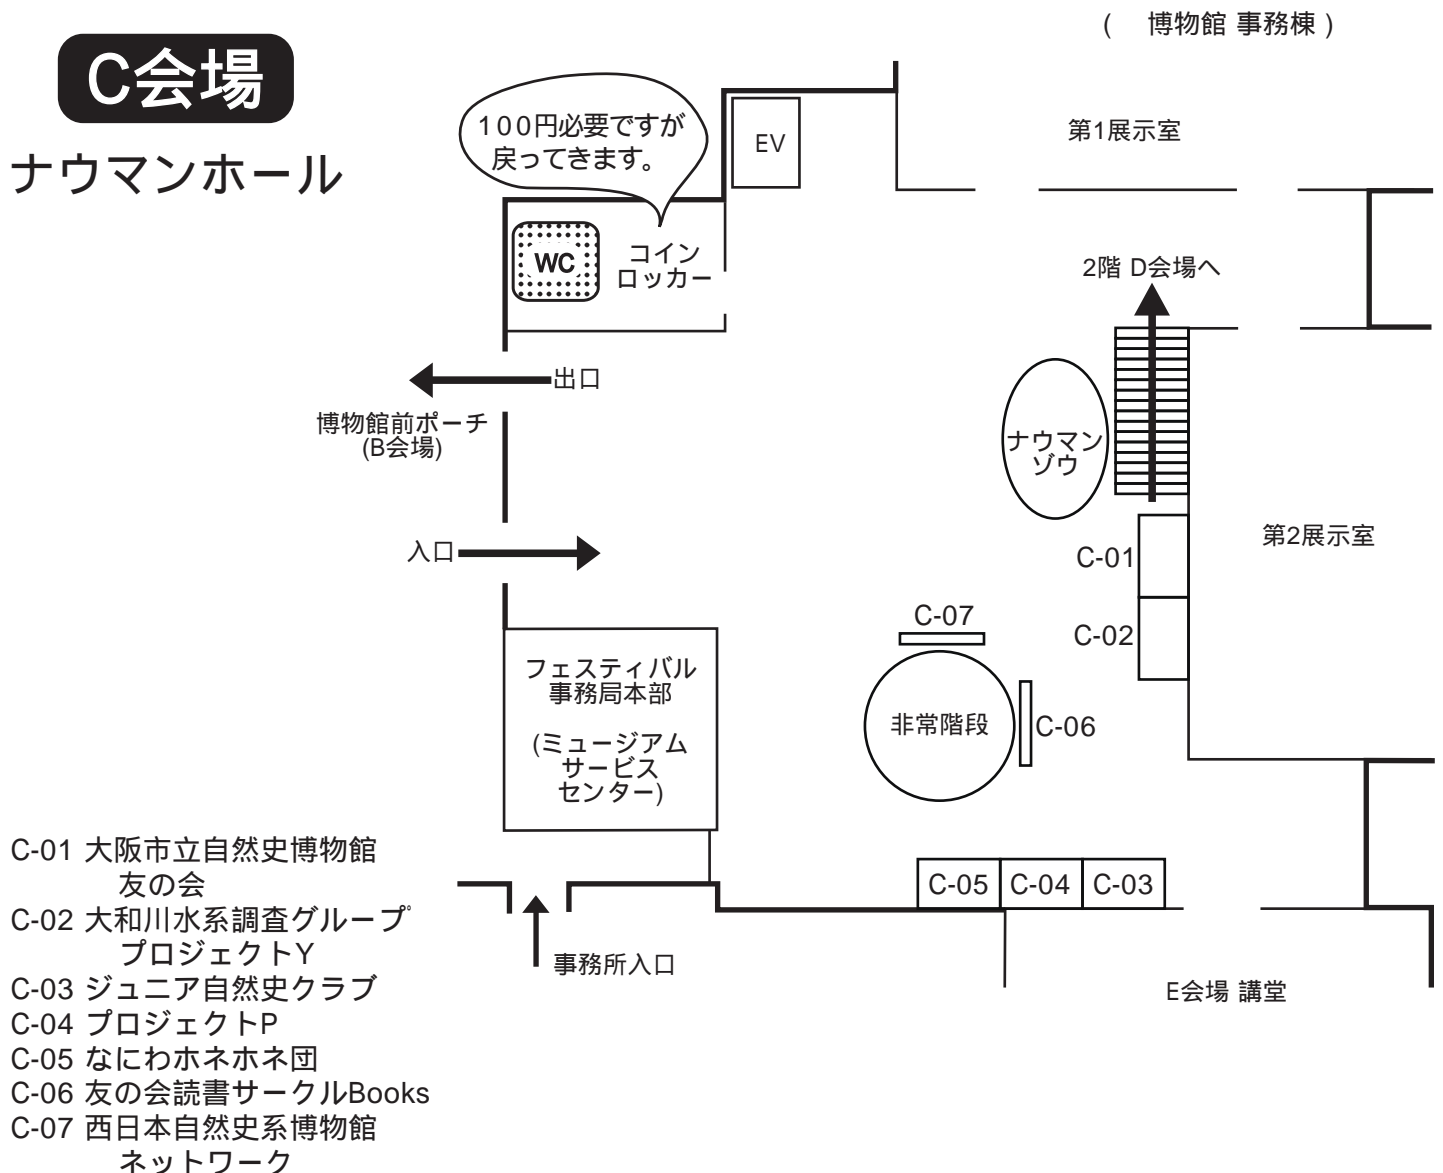 C会場
ナウマンホール
( 博物館 事務棟 )
100円必要ですが
戻ってきます。
EV
第1展示室
WC
コイン
ロッカー
2階 D会場へ
出口
博物館前ポーチ
(B会場)
ナウマン
ゾウ
入口
第2展示室
C-01
C-02
C-07
フェスティバル
事務局本部
(ミュージアム
サービス
センター)
非常階段
C-06
C-05
C-04
C-03
事務所入口
E会場 講堂
C-01 大阪市立自然史博物館
友の会
C-02 大和川水系調査グループ
プロジェクトY
C-03 ジュニア自然史クラブ
C-04 プロジェクトP
C-05 なにわホネホネ団
C-06 友の会読書サークルBooks
C-07 西日本自然史系博物館
ネットワーク